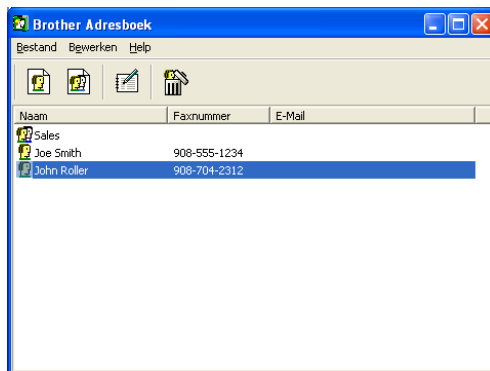 Brother Adresboek
Bestand Bewerken Help
Naam Faxnummer E-Mail
Sales
Joe Smith 908-555-1234
John Roller 908-704-2312